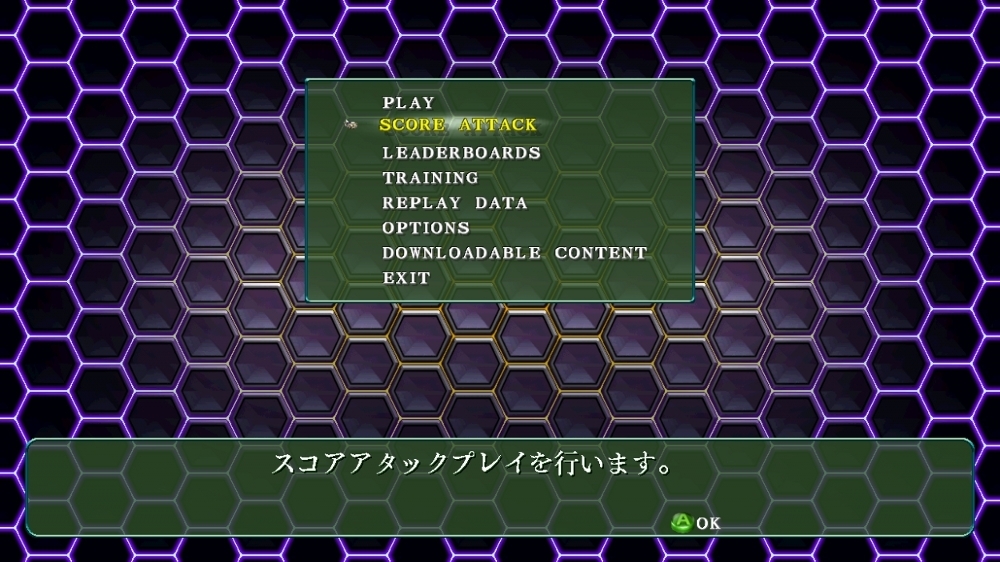 PLAY
SCORE ATTACK
LEADERBOARDS
TRAINING
REPLAY DATA
OPTIONS
DOWNLOADABLE CONTENT
EXIT
スコアアタックプレイを行います。
A OK